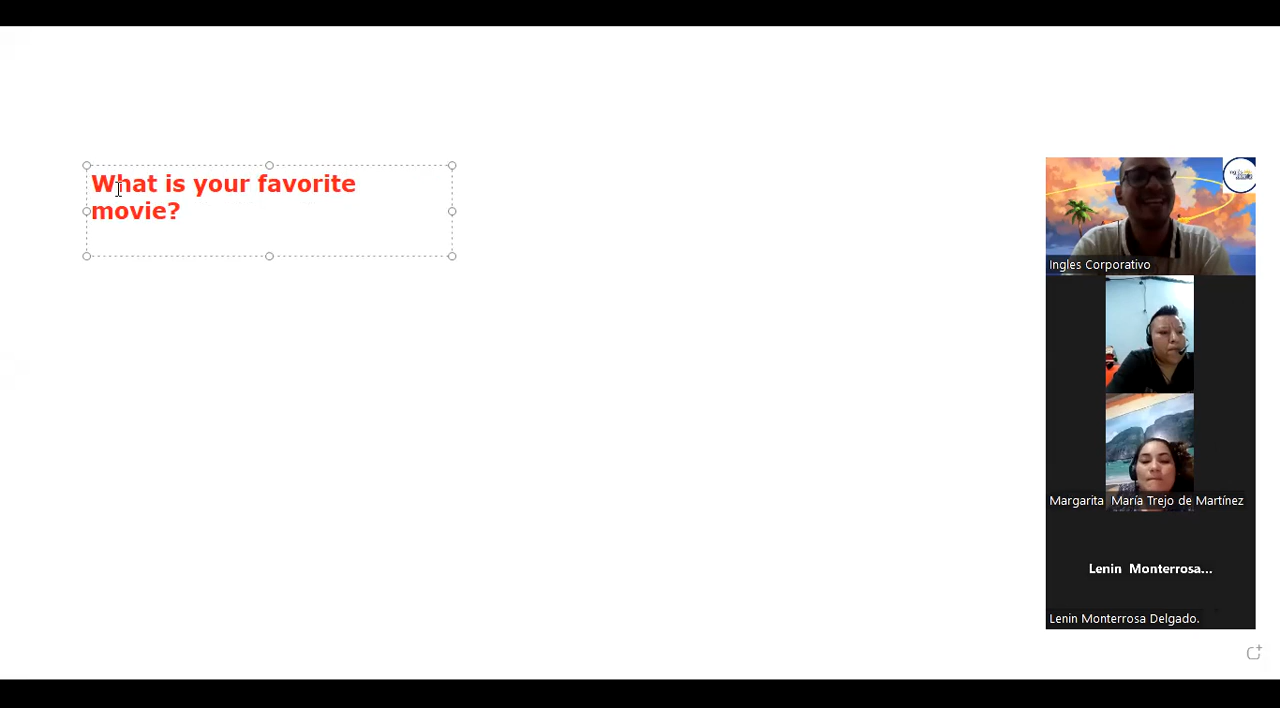 What is your favorite
movie?
Ingles Corporativo
Margarita María Trejo de Martínez
Lenin Monterrosa...
Lenin Monterrosa Delgado.